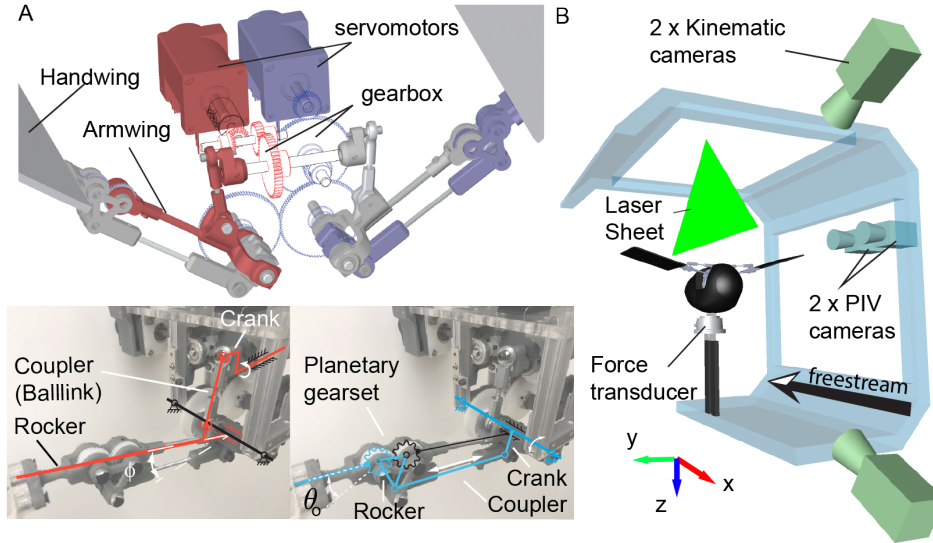 A
servomotors
Handwing
gearbox
Armwing
Crank
Coupler
(Balllink)
Rocker
ϕ
Planetary
gearset
θo
Rocker
Crank
Coupler
B
2 x Kinematic
cameras
Laser
Sheet
2 x PIV
cameras
Force
transducer
freestream
y
x
z